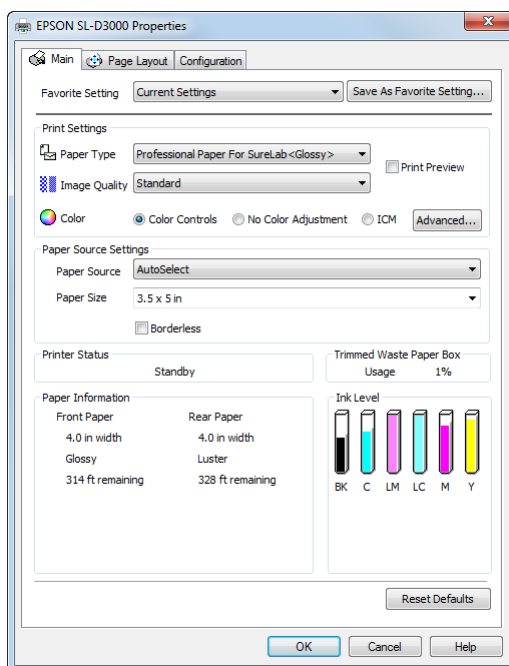 EPSON SL-D3000 Properties
Main Page Layout Configuration
Favorite Setting Current Settings Save As Favorite Setting...
Print Settings
Paper Type Professional Paper For SureLab<Glossy>
Print Preview
Image Quality Standard
Color Color Controls No Color Adjustment ICM Advanced...
Paper Source Settings
Paper Source AutoSelect
Paper Size 3.5 x 5 in
Borderless
Printer Status
Standby
Trimmed Waste Paper Box
Usage 1%
Paper Information
Front Paper Rear Paper
4.0 in width 4.0 in width
Glossy Luster
314 ft remaining 328 ft remaining
Ink Level
BK C LM LC M Y
Reset Defaults
OK Cancel Help